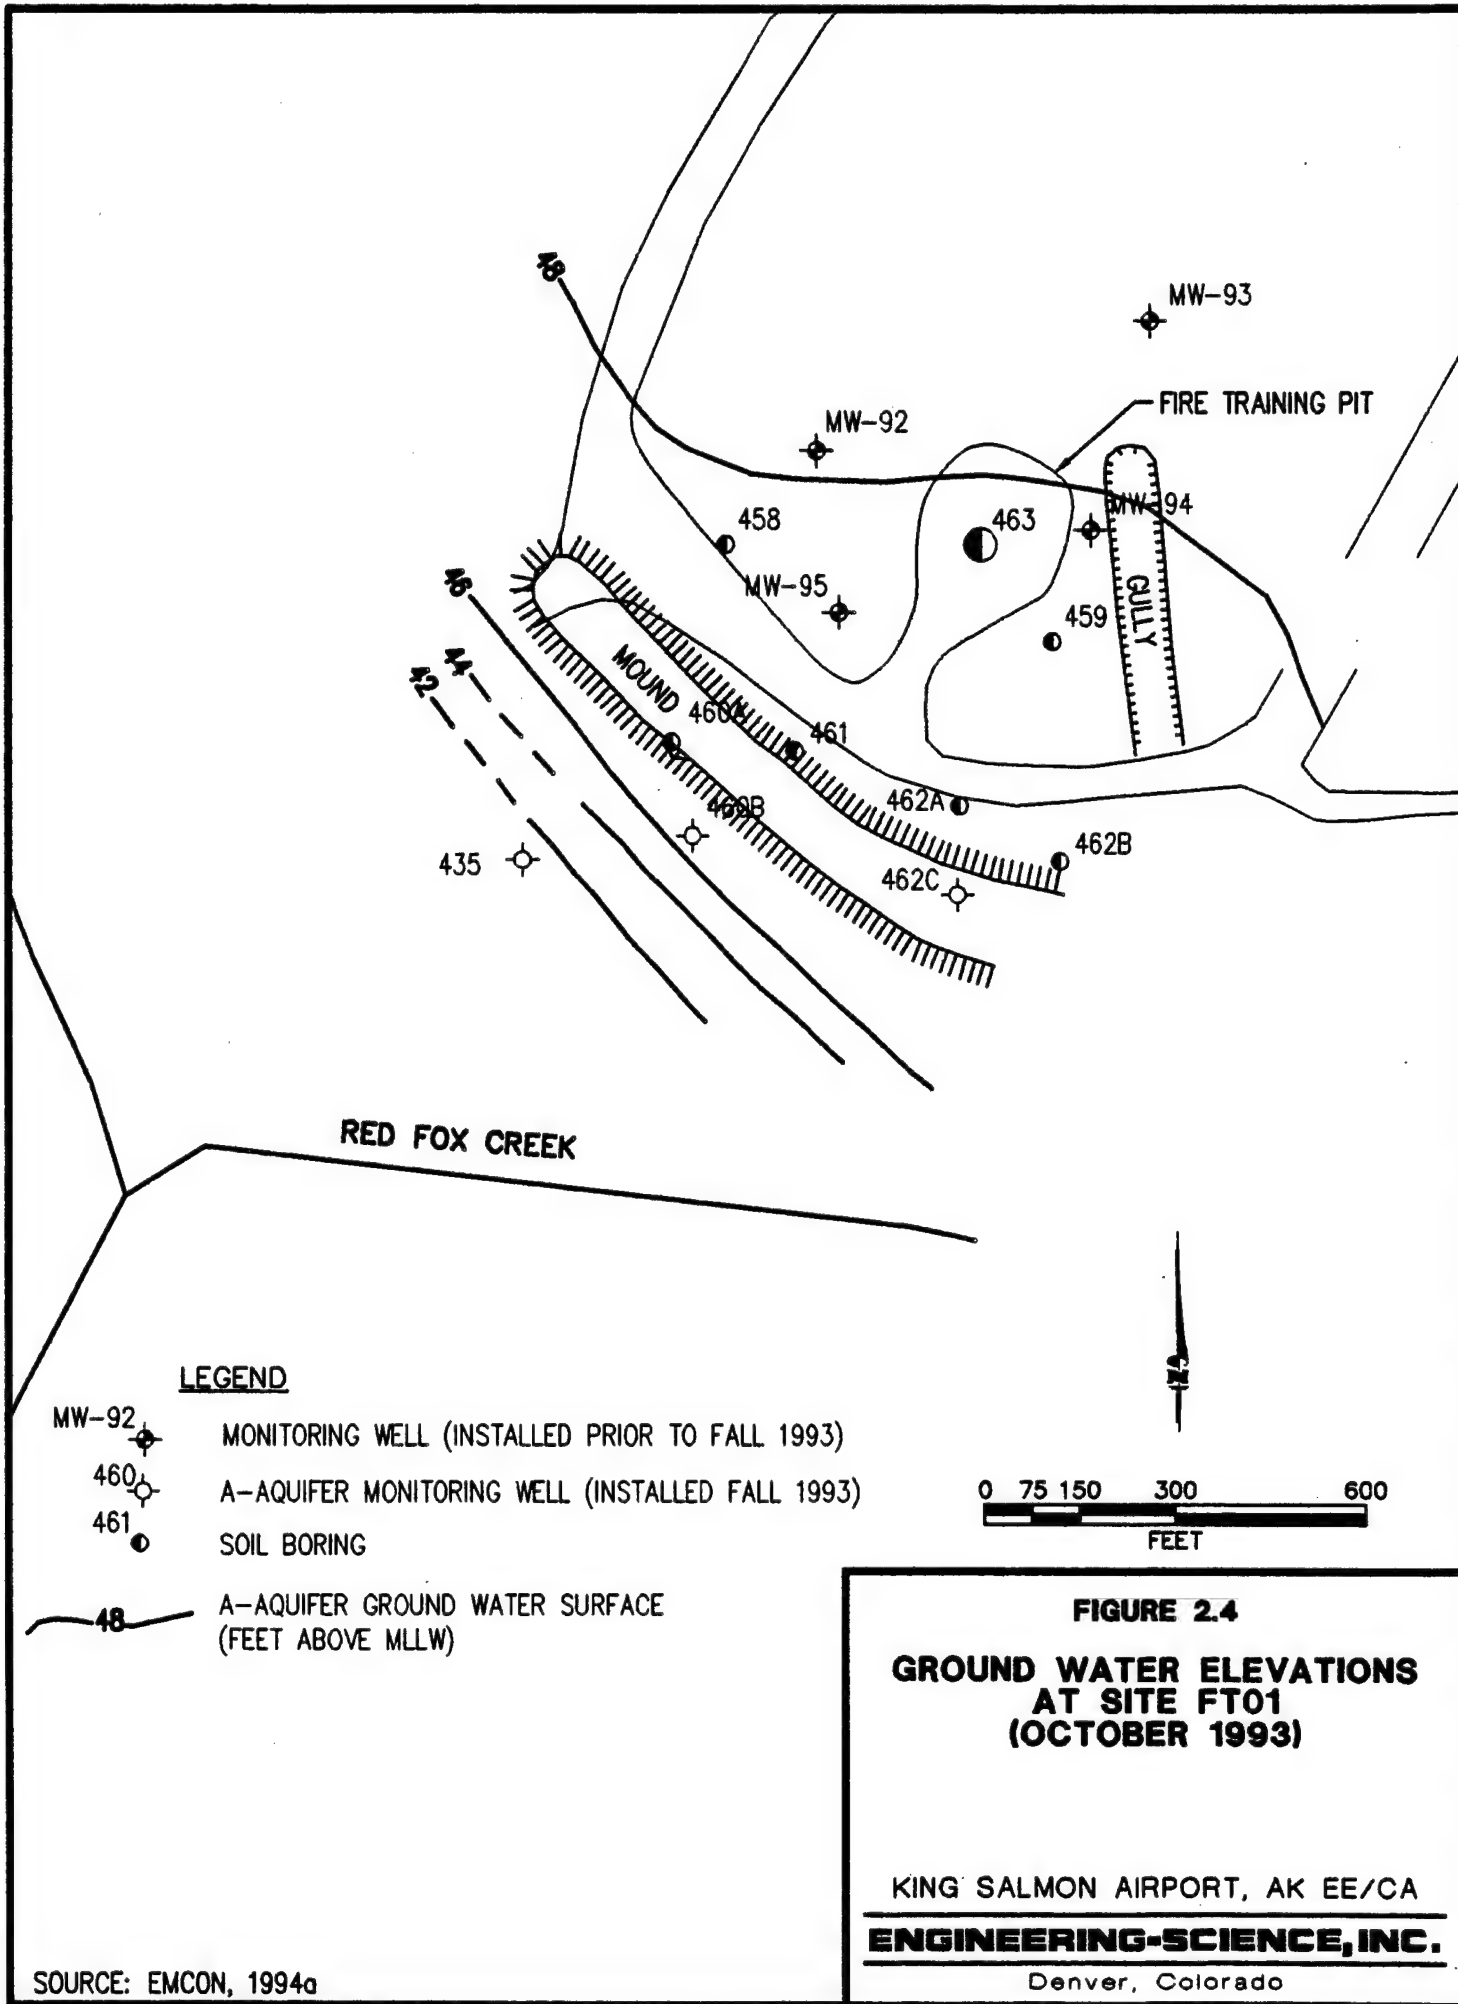 48
MW-93
FIRE TRAINING PIT
MW-92
MW-94
458
463
46
MW-95
GULLY
459
44
42
MOUND
460A
461
462A
460B
462B
435
462C
RED FOX CREEK
LEGEND
MW-92
MONITORING WELL (INSTALLED PRIOR TO FALL 1993)
460
A-AQUIFER MONITORING WELL (INSTALLED FALL 1993)
461
SOIL BORING
48
A-AQUIFER GROUND WATER SURFACE
(FEET ABOVE MLLW)
0 75 150 300 600
FEET
FIGURE 2.4
GROUND WATER ELEVATIONS
AT SITE FT01
(OCTOBER 1993)
KING SALMON AIRPORT, AK EE/CA
ENGINEERING-SCIENCE, INC.
Denver, Colorado
SOURCE: EMCON, 1994a